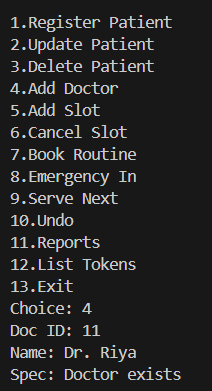 1.Register Patient
2.Update Patient
3.Delete Patient
4.Add Doctor
5.Add Slot
6.Cancel Slot
7.Book Routine
8.Emergency In
9.Serve Next
10.Undo
11.Reports
12.List Tokens
13.Exit
Choice: 4
Doc ID: 11
Name: Dr. Riya
Spec: Doctor exists